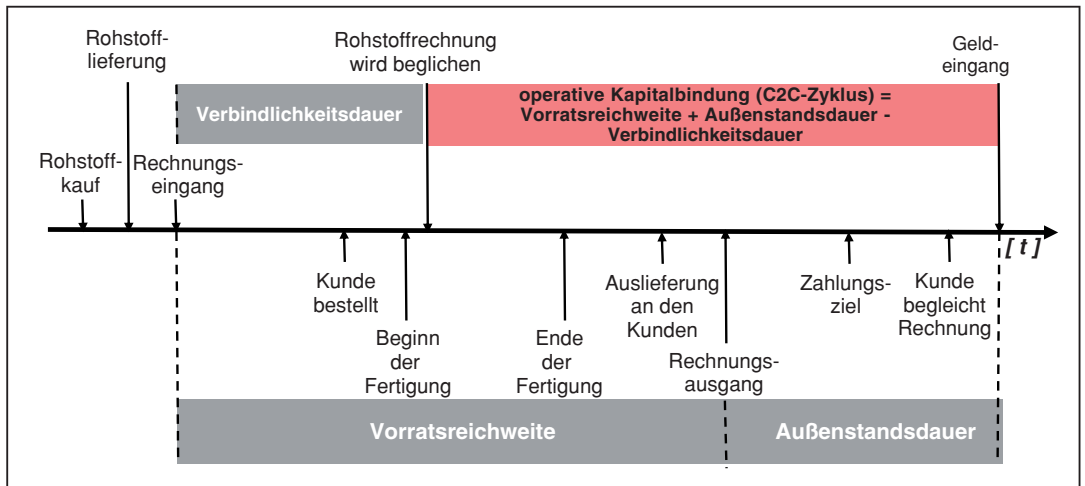 Rohstoff-
lieferung
Rohstoffrechnung
wird beglichen
Geld-
eingang
Verbindlichkeitsdauer
operative Kapitalbindung (C2C-Zyklus) =
Vorratsreichweite + Außenstandsdauer -
Verbindlichkeitsdauer
Rohstoff-
kauf
Rechnungs-
eingang
[ t ]
Kunde
bestellt
Beginn
der
Fertigung
Ende
der
Fertigung
Auslieferung
an den
Kunden
Rechnungs-
ausgang
Zahlungs-
ziel
Kunde
begleicht
Rechnung
Vorratsreichweite
Außenstandsdauer